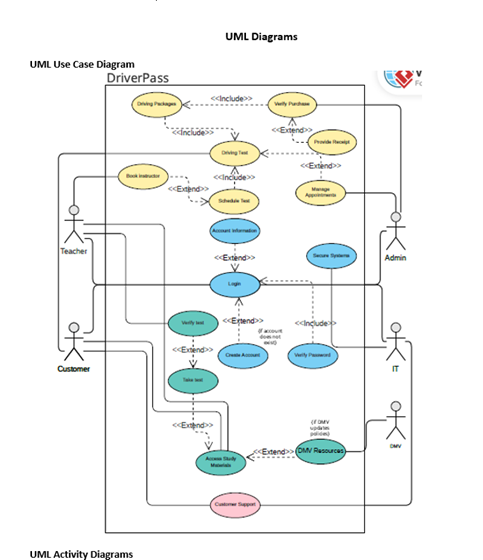 UML Diagrams
UML Use Case Diagram
DriverPass
<<Include>>
Driving Packages
Verify Purchase
<<Include>>
<<Extend>>
Provide Receipt
Driving Test
<<Extend>>
Book Instructor
<<Include>>
<<Extend>>
Manage
Appointments
Schedule Test
Account Information
Teacher
Admin
Secure Systems
<<Extend>>
Login
Verify test
<<Extend>>
<<Include>>
(if account
does not
exist)
<<Extend>>
Create Account
Verify Password
Customer
IT
Take test
<<Extend>>
(if DMV
updates
policies)
DMV
Access Study
Materials
<<Extend>>
DMV Resources
Customer Support
UML Activity Diagrams